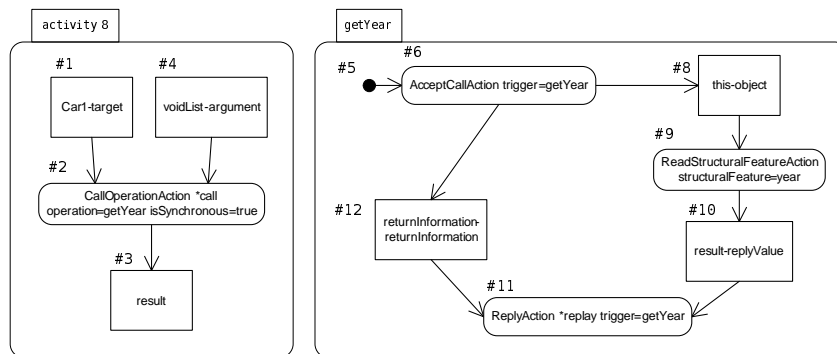 activity 8
#1
#4
Car1-target
voidList-argument
#2
CallOperationAction *call
operation=getYear isSynchronous=true
#3
result
getYear
#6
#5
AcceptCallAction trigger=getYear
#8
this-object
#9
ReadStructuralFeatureAction
structuralFeature=year
#12
returnInformation-
returnInformation
#10
result-replyValue
#11
ReplyAction *replay trigger=getYear